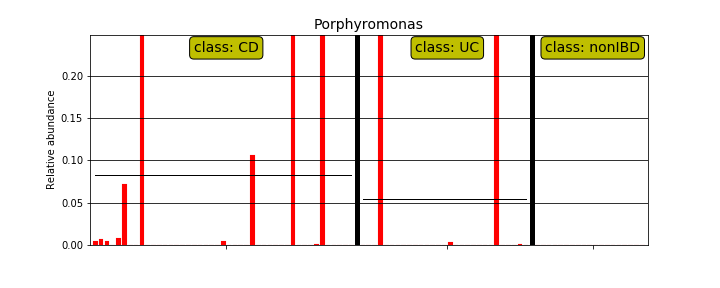 Porphyromonas
class: CD
class: UC
class: nonIBD
Relative abundance
0.20
0.15
0.10
0.05
0.00